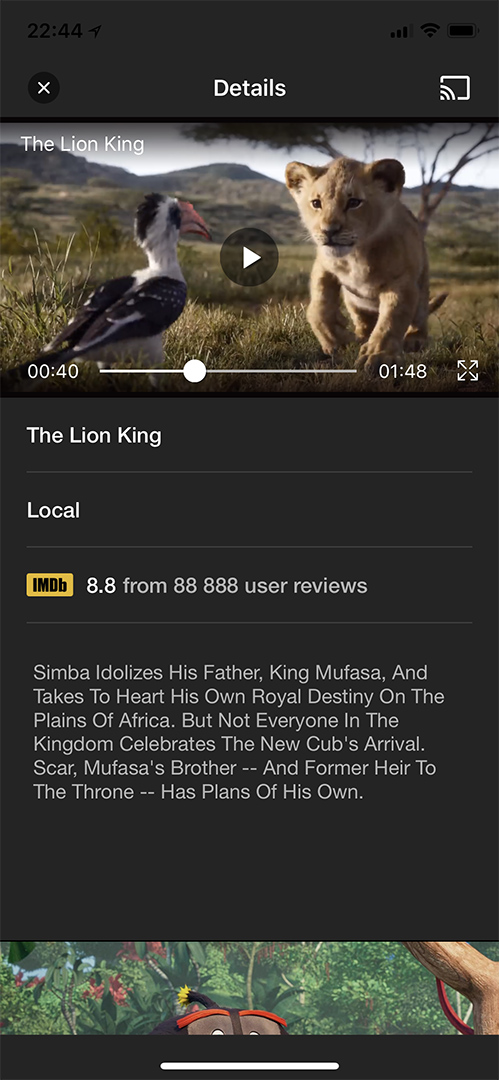 22:44
Details
The Lion King
00:40
01:48
The Lion King
Local
IMDb 8.8 from 88 888 user reviews
Simba Idolizes His Father, King Mufasa, And
Takes To Heart His Own Royal Destiny On The
Plains Of Africa. But Not Everyone In The
Kingdom Celebrates The New Cub's Arrival.
Scar, Mufasa's Brother -- And Former Heir To
The Throne -- Has Plans Of His Own.